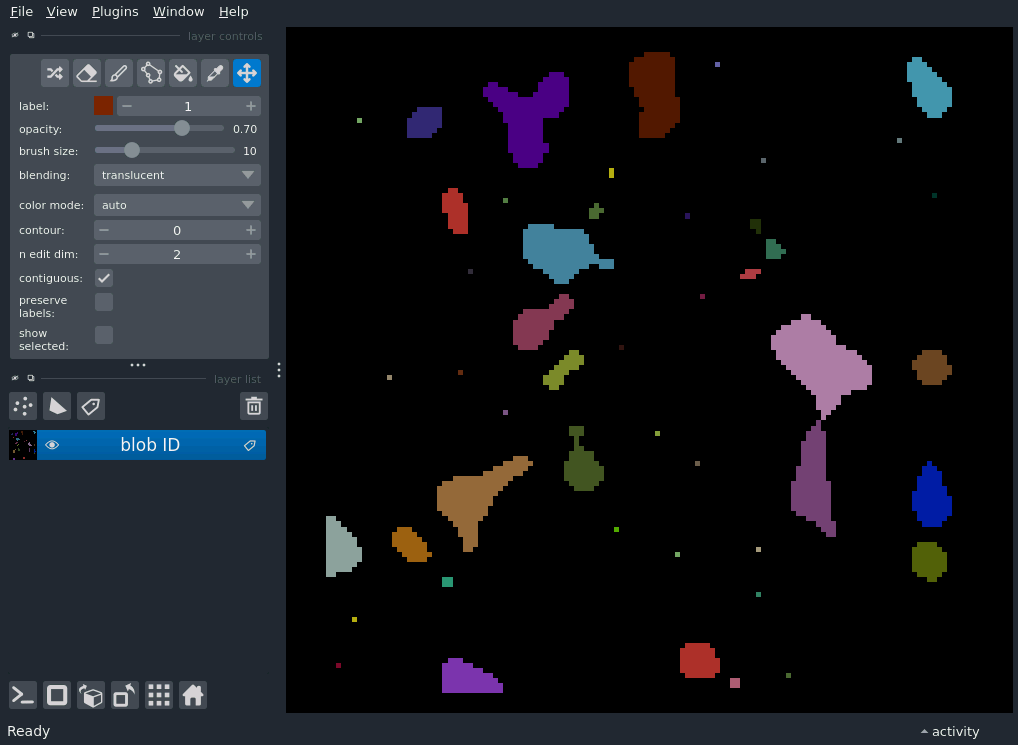 File View Plugins Window Help
layer controls
label: 1
opacity: 0.70
brush size: 10
blending: translucent
color mode: auto
contour: 0
n edit dim: 2
contiguous:
preserve
labels:
show
selected:
layer list
blob ID
Ready
activity